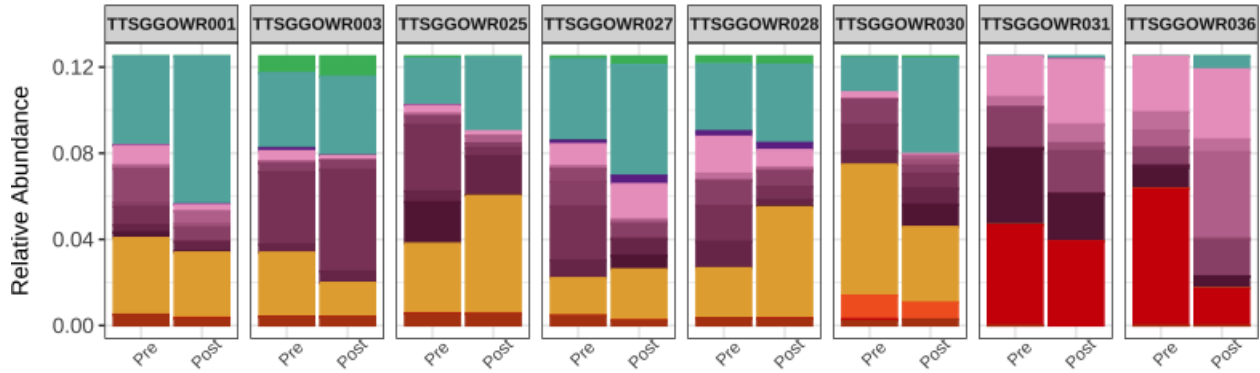 TTSGGOWR001 TTSGGOWR003 TTSGGOWR025 TTSGGOWR027 TTSGGOWR028 TTSGGOWR030 TTSGGOWR031 TTSGGOWR036
Relative Abundance
0.12
0.08
0.04
0.00
Pre Post Pre Post Pre Post Pre Post Pre Post Pre Post Pre Post Pre Post